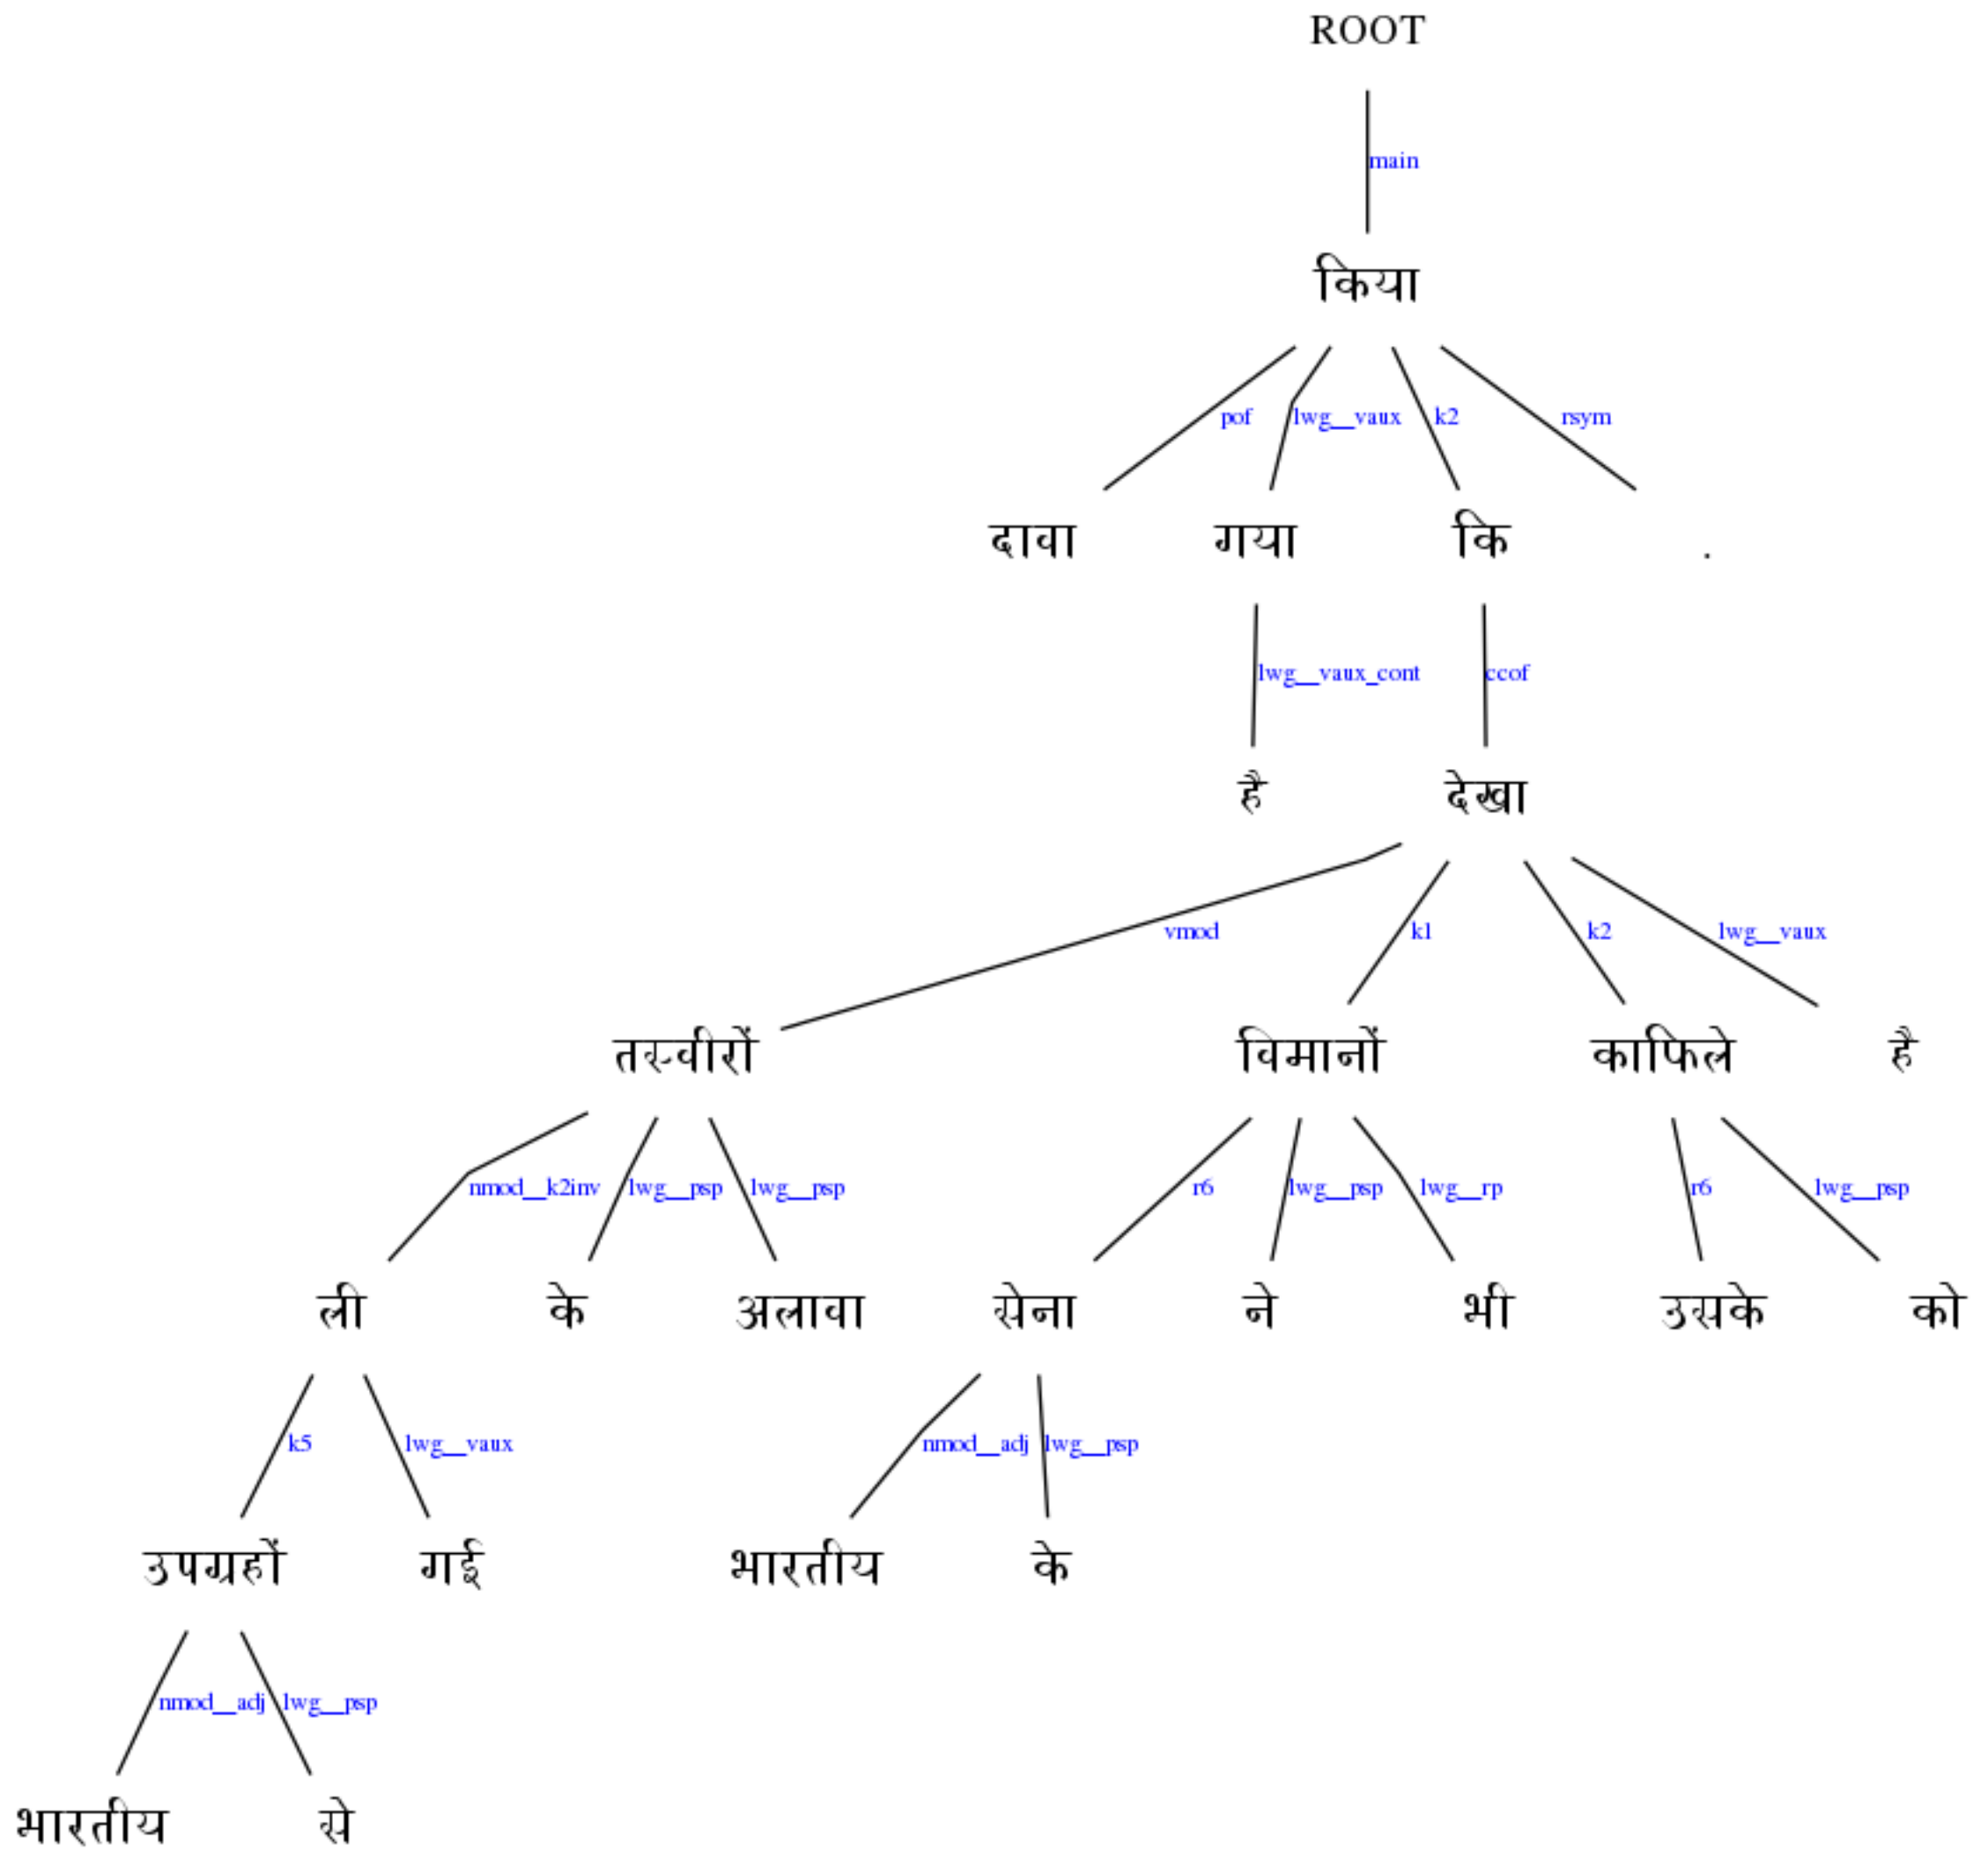 ROOT
main
किया
pof lwg__vaux k2 rsym
दावा गया कि .
lwg__vaux_cont ccof
है देखा
vmod k1 k2 lwg__vaux
तस्वीरों विमानों काफिले है
nmod__k2inv lwg__psp lwg__psp r6 lwg__psp lwg__rp r6 lwg__psp
ली के अलावा सेना ने भी उसके को
k5 lwg__vaux nmod__adj lwg__psp
उपग्रहों गई भारतीय के
nmod__adj lwg__psp
भारतीय से